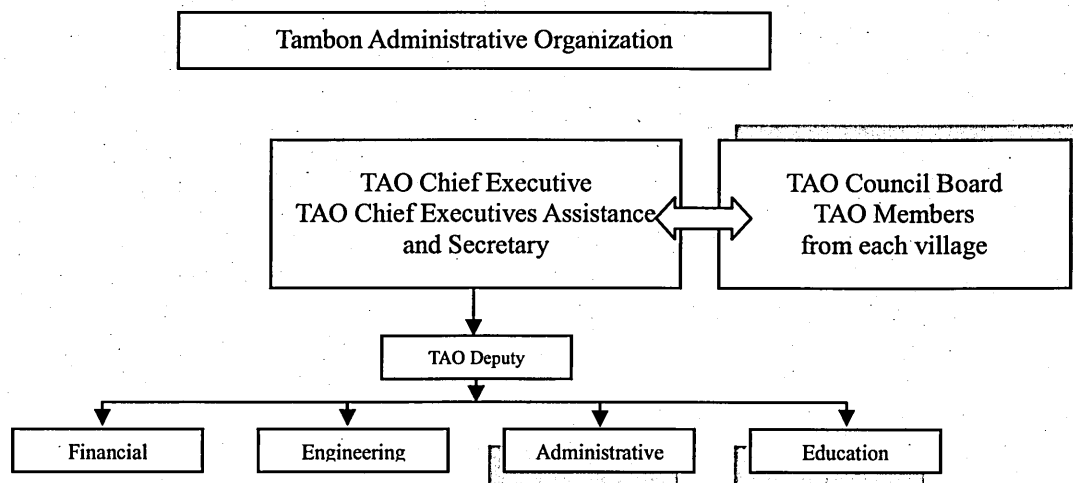 Tambon Administrative Organization
TAO Chief Executive
TAO Chief Executives Assistance
and Secretary
TAO Council Board
TAO Members
from each village
TAO Deputy
Financial
Engineering
Administrative
Education